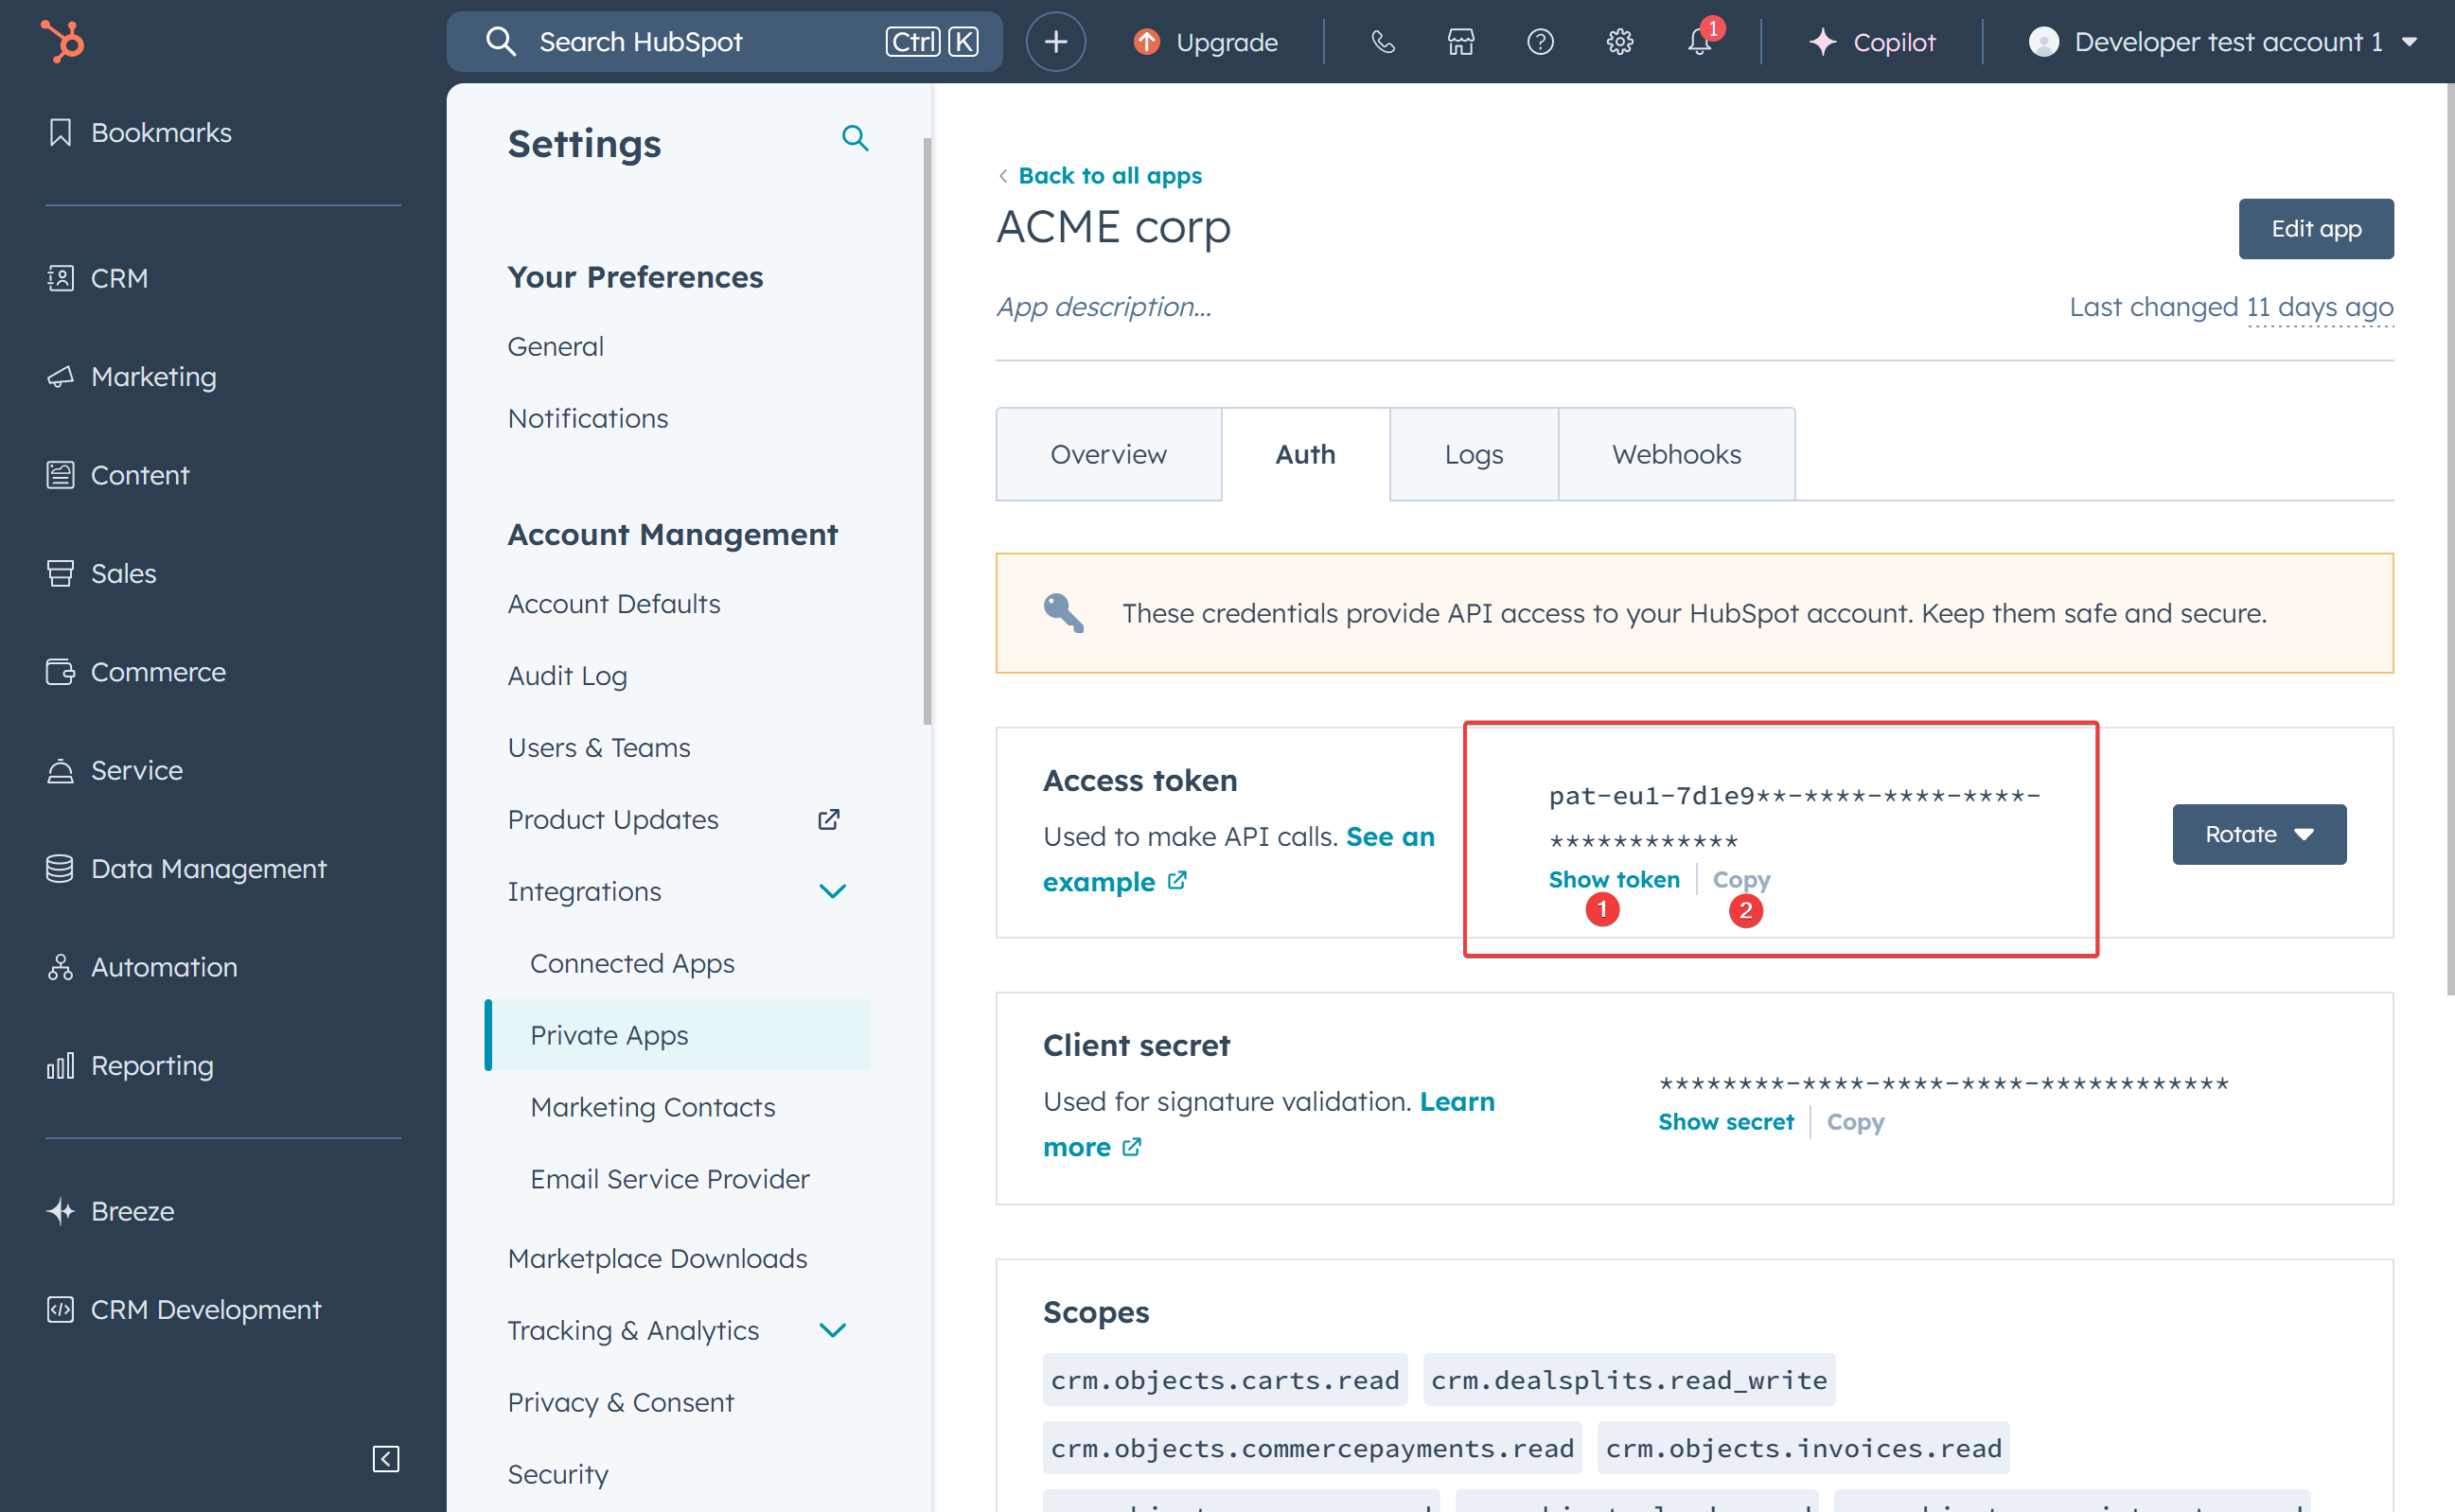 Search HubSpot
Ctrl K
Upgrade
1
Copilot
Developer test account 1
Bookmarks
CRM
Marketing
Content
Sales
Commerce
Service
Data Management
Automation
Reporting
Breeze
CRM Development
Settings
Your Preferences
General
Notifications
Account Management
Account Defaults
Audit Log
Users & Teams
Product Updates
Integrations
Connected Apps
Private Apps
Marketing Contacts
Email Service Provider
Marketplace Downloads
Tracking & Analytics
Privacy & Consent
Security
Back to all apps
ACME corp
Edit app
App description...
Last changed 11 days ago
Overview
Auth
Logs
Webhooks
These credentials provide API access to your HubSpot account. Keep them safe and secure.
Access token
Used to make API calls. See an
example
pat-eu1-7d1e9**-****-****-****-
************
Show token
Copy
1
2
Rotate
Client secret
Used for signature validation. Learn
more
********-****-****-****-************
Show secret
Copy
Scopes
crm.objects.carts.read
crm.dealsplits.read_write
crm.objects.commercepayments.read
crm.objects.invoices.read